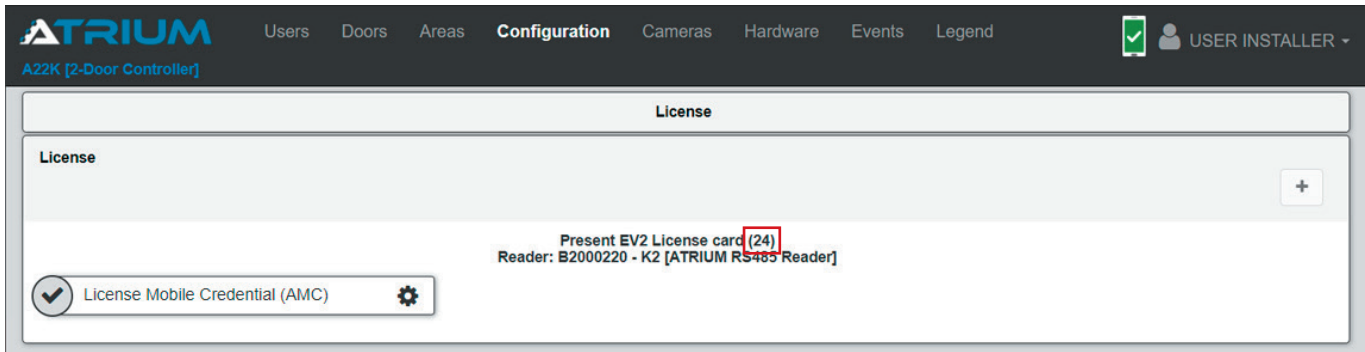 ATRIUM Users Doors Areas Configuration Cameras Hardware Events Legend USER INSTALLER
A22K [2-Door Controller]
License
License
+
Present EV2 License card (24)
Reader: B2000220 - K2 [ATRIUM RS485 Reader]
License Mobile Credential (AMC)